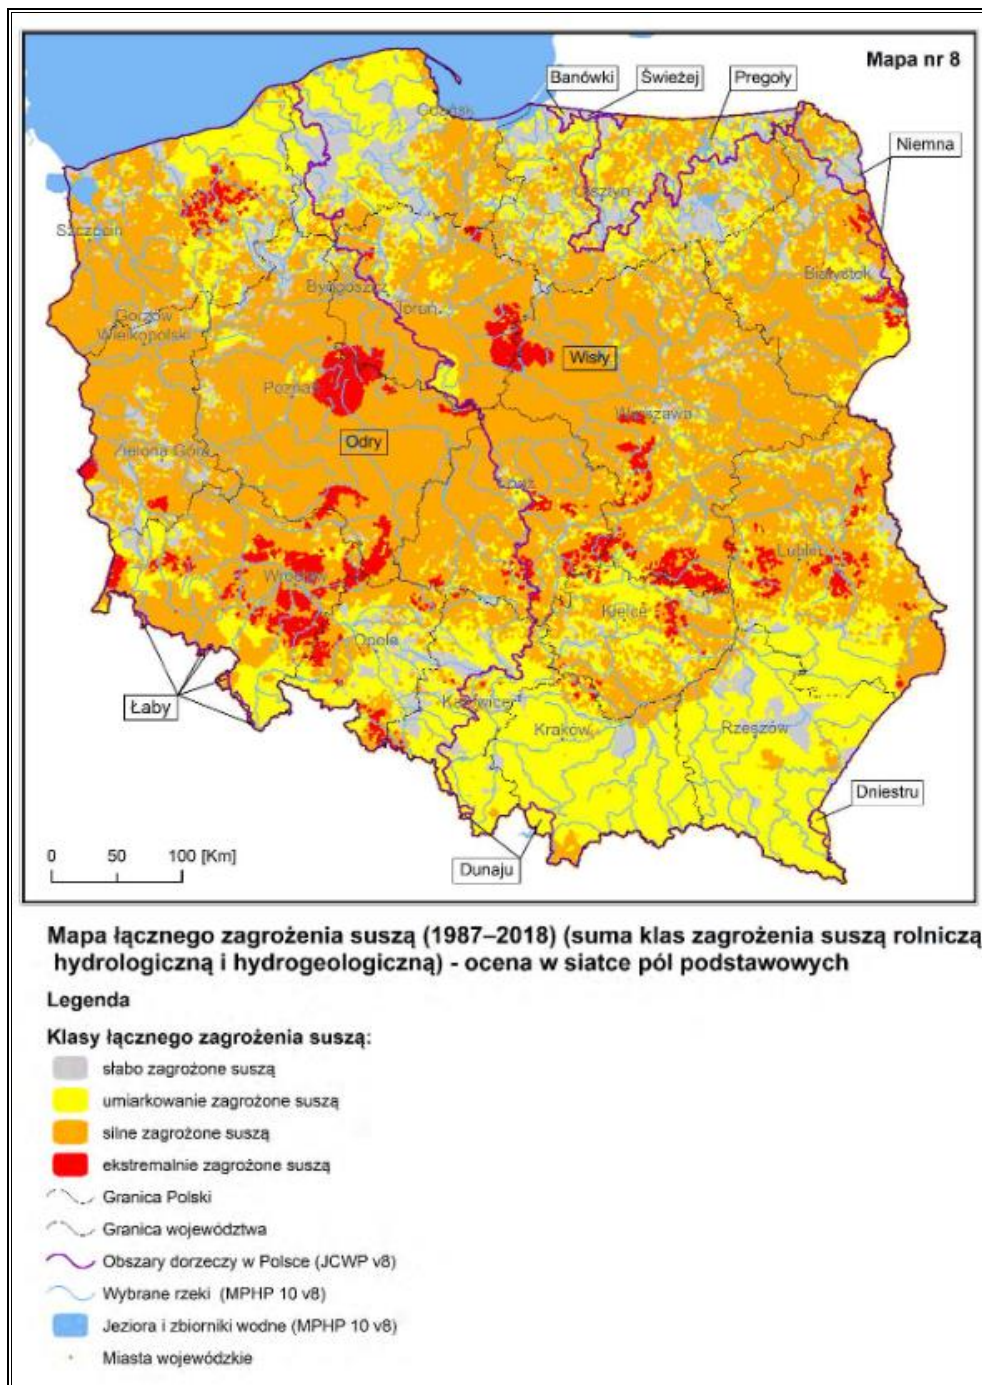 Mapa nr 8
Banówki
Świeżej
Pregoły
Niemna
Gdańsk
Olsztyn
Szczecin
Białystok
Bydgoszcz
Toruń
Gorzów
Wielkopolski
Wisły
Poznań
Warszawa
Odry
Zielona Góra
Łódź
Lublin
Wrocław
Kielce
Opole
Łaby
Katowice
Kraków
Rzeszów
Dniestru
Dunaju
0 50 100 [Km]
Mapa łącznego zagrożenia suszą (1987–2018) (suma klas zagrożenia suszą rolniczą
hydrologiczną i hydrogeologiczną) - ocena w siatce pól podstawowych
Legenda
Klasy łącznego zagrożenia suszą:
słabo zagrożone suszą
umiarkowanie zagrożone suszą
silne zagrożone suszą
ekstremalnie zagrożone suszą
Granica Polski
Granica województwa
Obszary dorzeczy w Polsce (JCWP v8)
Wybrane rzeki (MPHP 10 v8)
Jeziora i zbiorniki wodne (MPHP 10 v8)
Miasta wojewódzkie